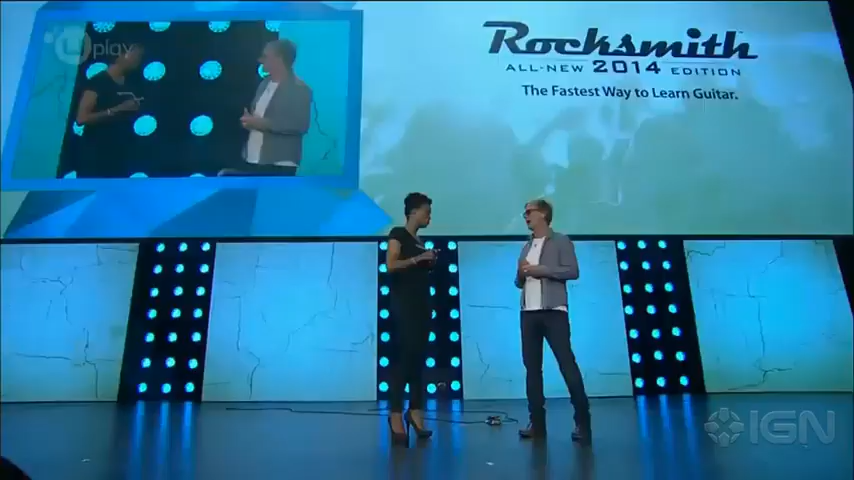 Uplay
Rocksmith
ALL-NEW 2014 EDITION
The Fastest Way to Learn Guitar.
IGN